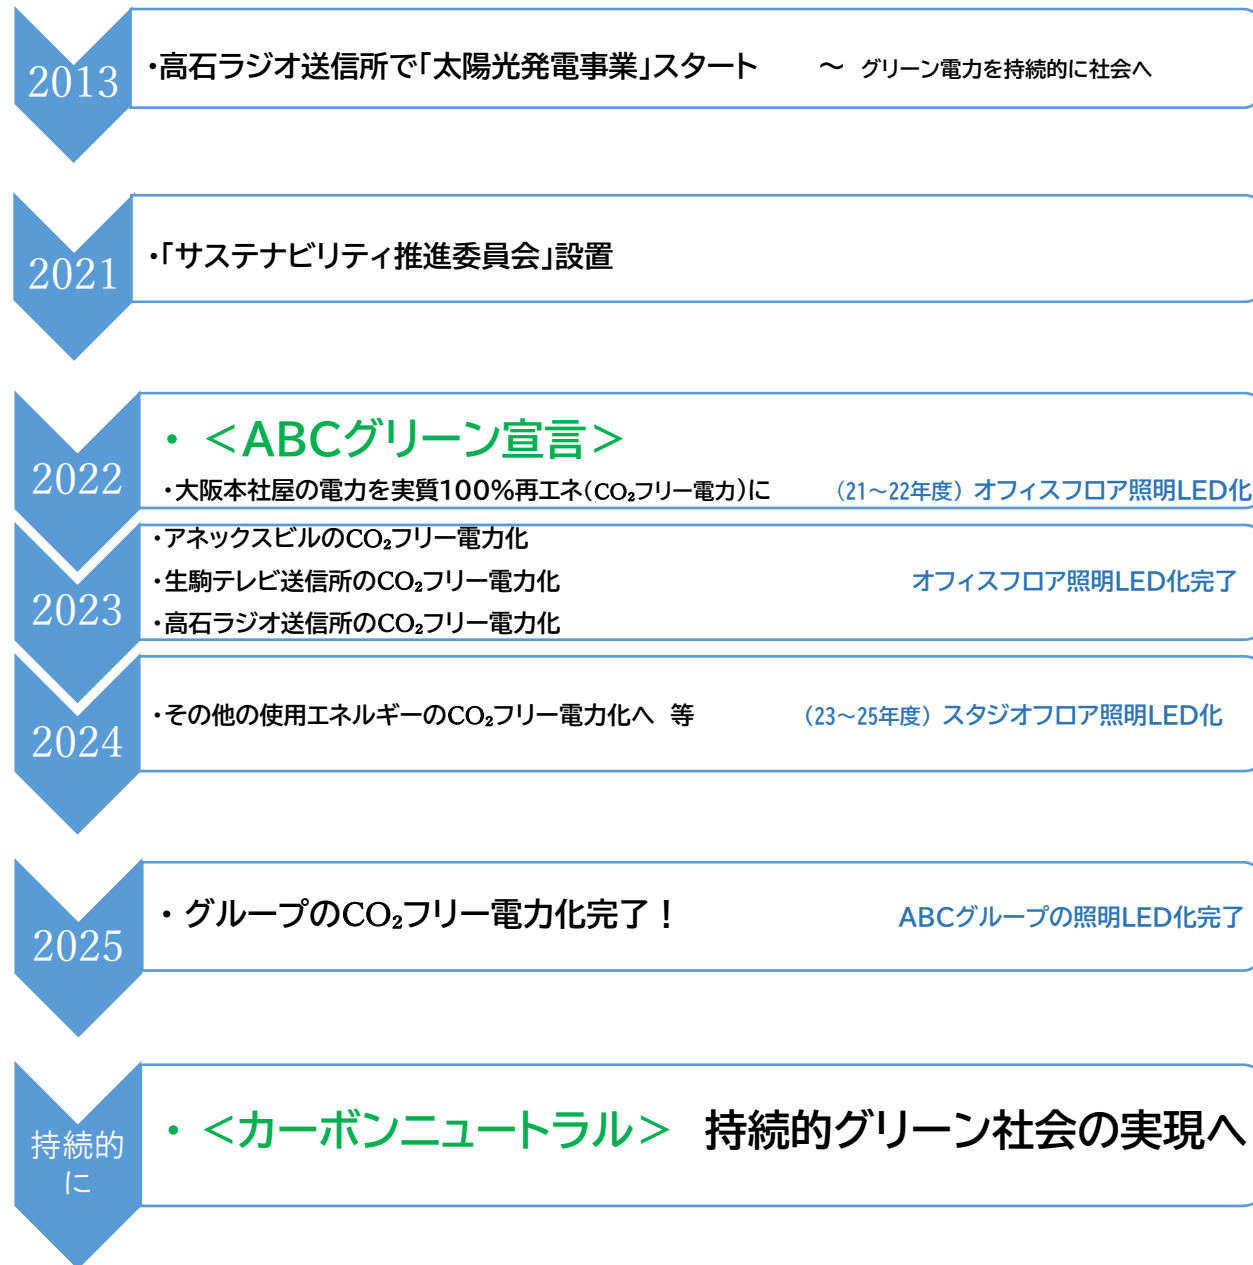 2013
・高石ラジオ送信所で「太陽光発電事業」スタート ～ グリーン電力を持続的に社会へ
2021
・「サステナビリティ推進委員会」設置
2022
・＜ABCグリーン宣言＞
・大阪本社屋の電力を実質100%再エネ(CO₂フリー電力)に （21～22年度）オフィスフロア照明LED化
2023
・アネックスビルのCO₂フリー電力化
・生駒テレビ送信所のCO₂フリー電力化 オフィスフロア照明LED化完了
・高石ラジオ送信所のCO₂フリー電力化
2024
・その他の使用エネルギーのCO₂フリー電力化へ 等 （23～25年度）スタジオフロア照明LED化
2025
・グループのCO₂フリー電力化完了！ ABCグループの照明LED化完了
持続的
に
・＜カーボンニュートラル＞ 持続的グリーン社会の実現へ